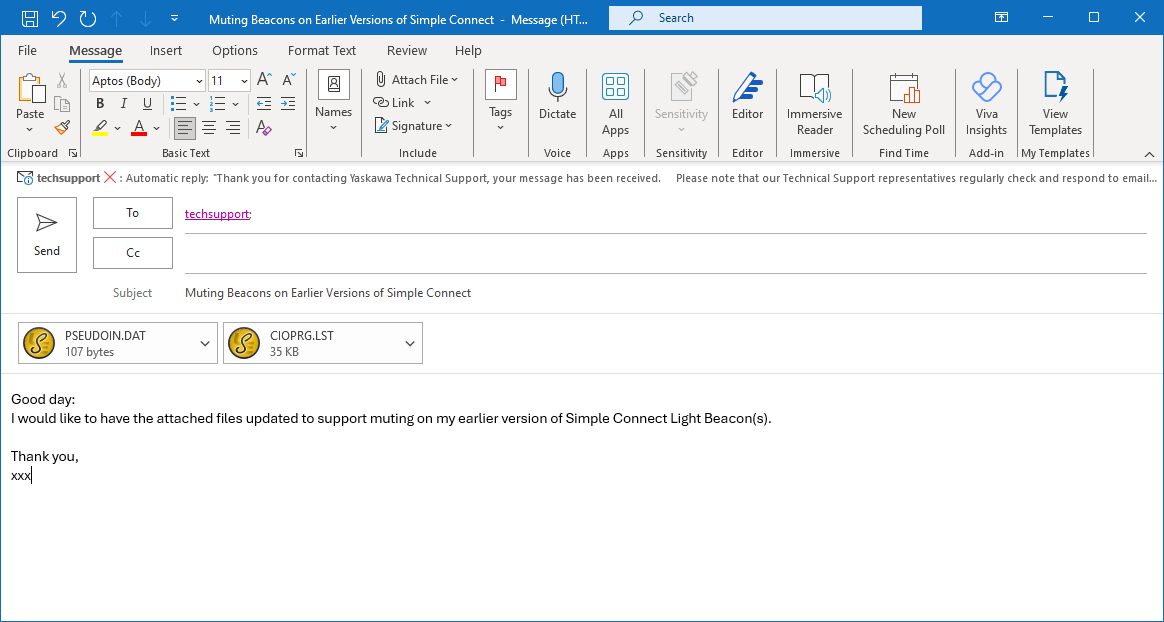 Muting Beacons on Earlier Versions of Simple Connect - Message (HT...
Search
File Message Insert Options Format Text Review Help
Paste
Clipboard
Aptos (Body) 11 A A
B I U
A
Basic Text
Names
Attach File
Link
Signature
Include
Tags
Dictate
Voice
All Apps
Apps
Sensitivity
Sensitivity
Editor
Editor
Immersive Reader
Immersive
New Scheduling Poll
Find Time
Viva Insights
Add-in
View Templates
My Templates
techsupport : Automatic reply: "Thank you for contacting Yaskawa Technical Support, your message has been received. Please note that our Technical Support representatives regularly check and respond to email...
Send
To techsupport;
Cc
Subject Muting Beacons on Earlier Versions of Simple Connect
PSEUDOIN.DAT
107 bytes
CIOPRG.LST
35 KB
Good day:
I would like to have the attached files updated to support muting on my earlier version of Simple Connect Light Beacon(s).
Thank you,
xxx